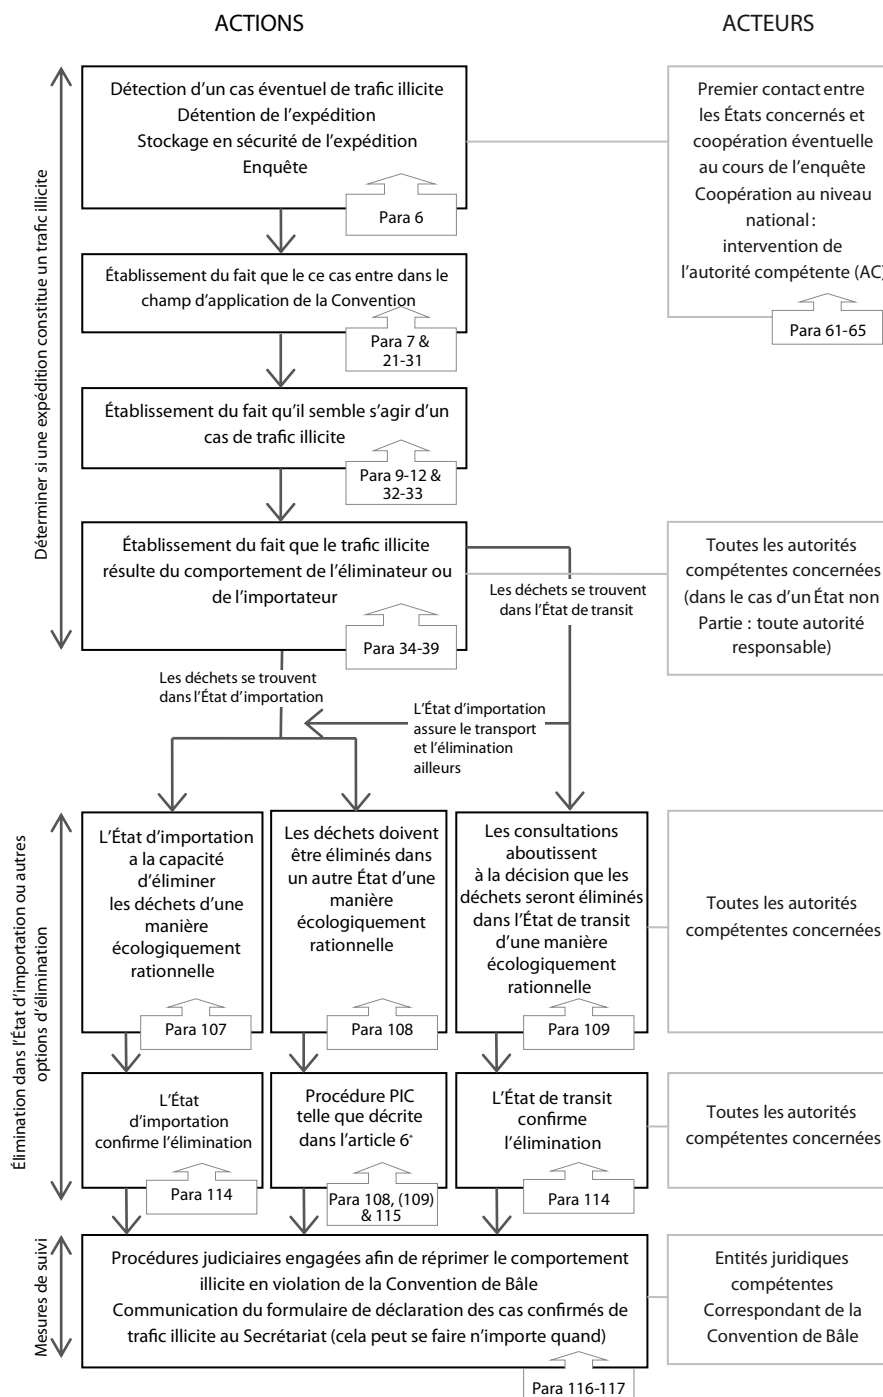 ACTIONS
ACTEURS
Déterminer si une expédition constitue un trafic illicite
Détection d'un cas éventuel de trafic illicite
Détention de l'expédition
Stockage en sécurité de l'expédition
Enquête
Para 6
Premier contact entre
les États concernés et
coopération éventuelle
au cours de l'enquête
Coopération au niveau
national :
intervention de
l'autorité compétente (AC)
Para 61-65
Établissement du fait que le ce cas entre dans le
champ d'application de la Convention
Para 7 &
21-31
Établissement du fait qu'il semble s'agir d'un
cas de trafic illicite
Para 9-12 &
32-33
Établissement du fait que le trafic illicite
résulte du comportement de l'éliminateur ou
de l'importateur
Para 34-39
Les déchets se trouvent
dans l'État de transit
Toutes les autorités
compétentes concernées
(dans le cas d'un État non
Partie : toute autorité
responsable)
Les déchets se trouvent
dans l'État d'importation
L'État d'importation
assure le transport
et l'élimination
ailleurs
Élimination dans l'État d'importation ou autres
options d'élimination
L'État d'importation
a la capacité
d'éliminer
les déchets d'une
manière
écologiquement
rationnelle
Para 107
Les déchets doivent
être éliminés dans
un autre État d'une
manière
écologiquement
rationnelle
Para 108
Les consultations
aboutissent
à la décision que les
déchets seront éliminés
dans l'État de transit
d'une manière
écologiquement
rationnelle
Para 109
Toutes les autorités
compétentes concernées
L'État
d'importation
confirme l'élimination
Para 114
Procédure PIC
telle que décrite
dans l'article 6*
Para 108, (109)
& 115
L'État de transit
confirme
l'élimination
Para 114
Toutes les autorités
compétentes concernées
Mesures de suivi
Procédures judiciaires engagées afin de réprimer le comportement
illicite en violation de la Convention de Bâle
Communication du formulaire de déclaration des cas confirmés de
trafic illicite au Secrétariat (cela peut se faire n'importe quand)
Para 116-117
Entités juridiques
compétentes
Correspondant de la
Convention de Bâle